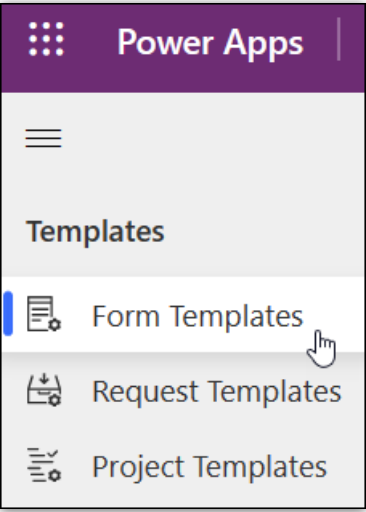 Power Apps
Templates
Form Templates
Request Templates
Project Templates